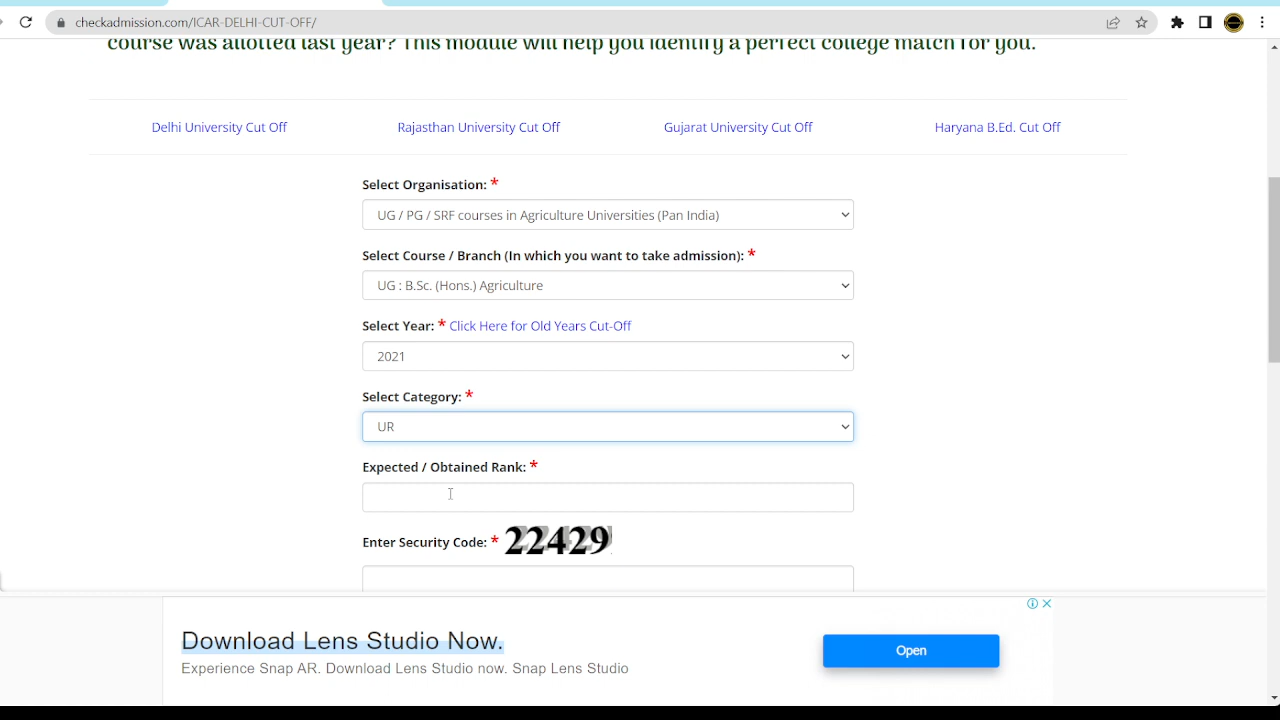 checkadmission.com/ICAR-DELHI-CUT-OFF/
course was allotted last year? This module will help you identify a perfect college match for you.
Delhi University Cut Off
Rajasthan University Cut Off
Gujarat University Cut Off
Haryana B.Ed. Cut Off
Select Organisation: *
UG / PG / SRF courses in Agriculture Universities (Pan India)
Select Course / Branch (In which you want to take admission): *
UG : B.Sc. (Hons.) Agriculture
Select Year: * Click Here for Old Years Cut-Off
2021
Select Category: *
UR
Expected / Obtained Rank: *
Enter Security Code: * 22429
Download Lens Studio Now.
Experience Snap AR. Download Lens Studio now. Snap Lens Studio
Open